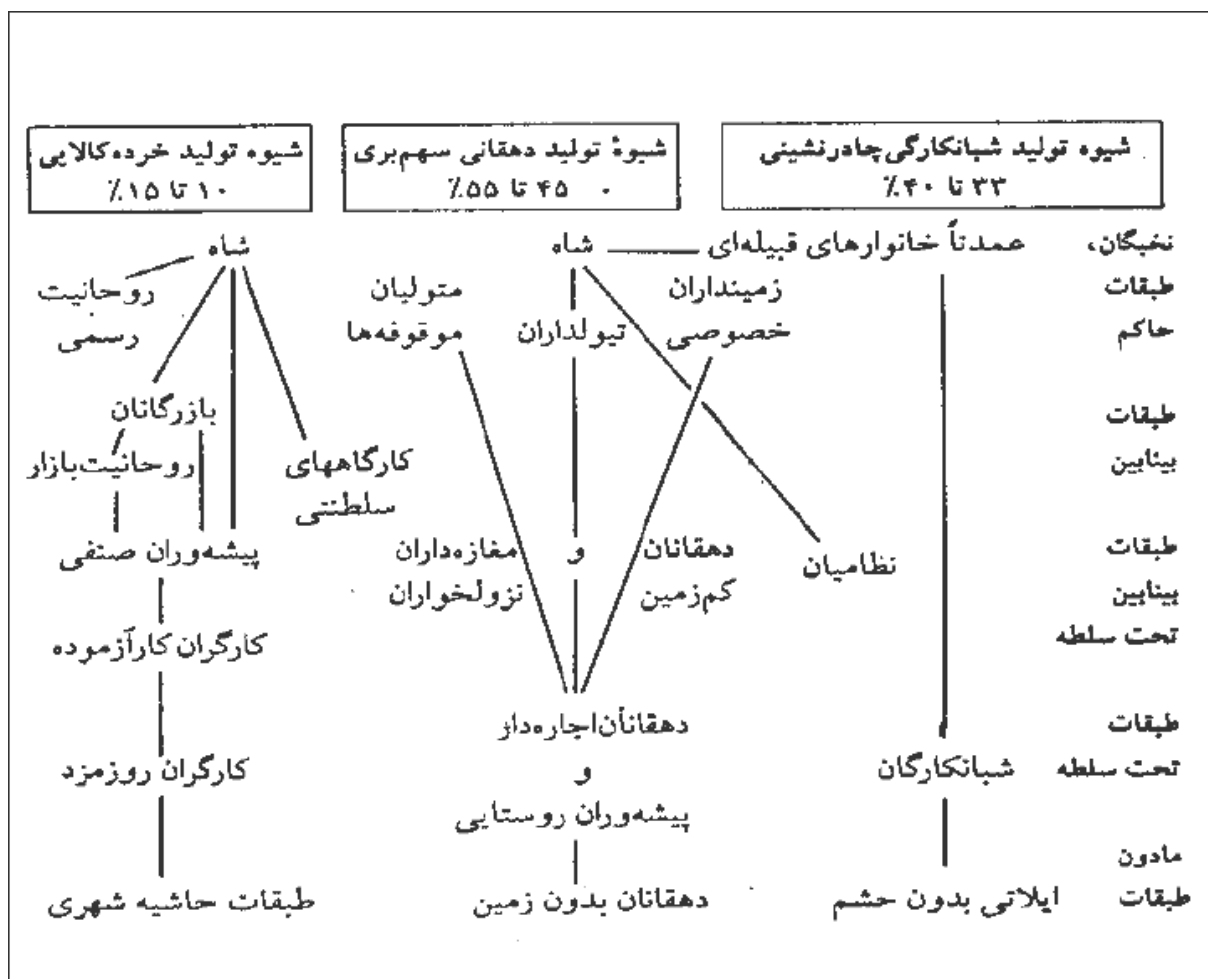 شیوه تولید شبانکارگی چادرنشینی
۳۳ تا ۴۰٪
شیوهٔ تولید دهقانی سهم‌بری
۴۵ تا ۵۵٪
شیوه تولید خرده‌کالایی
۱۰ تا ۱۵٪
نخبگان، عمدتاً خانوارهای قبیله‌ای شاه شاه
طبقات زمینداران متولیان روحانیت
حاکم خصوصی تیولداران موقوفه‌ها رسمی
طبقات بازرگانان
بینابین کارگاههای روحانیت‌بازار
سلطنتی
طبقات دهقانان و مغازه‌داران پیشه‌وران صنفی
بینابین نظامیان کم‌زمین نزولخواران
تحت سلطه کارگران کارآزموده
طبقات دهقانان‌اجاره‌دار
تحت سلطه شبانکارگان و کارگران روزمزد
پیشه‌وران روستایی
مادون
طبقات ایلاتی بدون حشم دهقانان بدون زمین طبقات حاشیه شهری